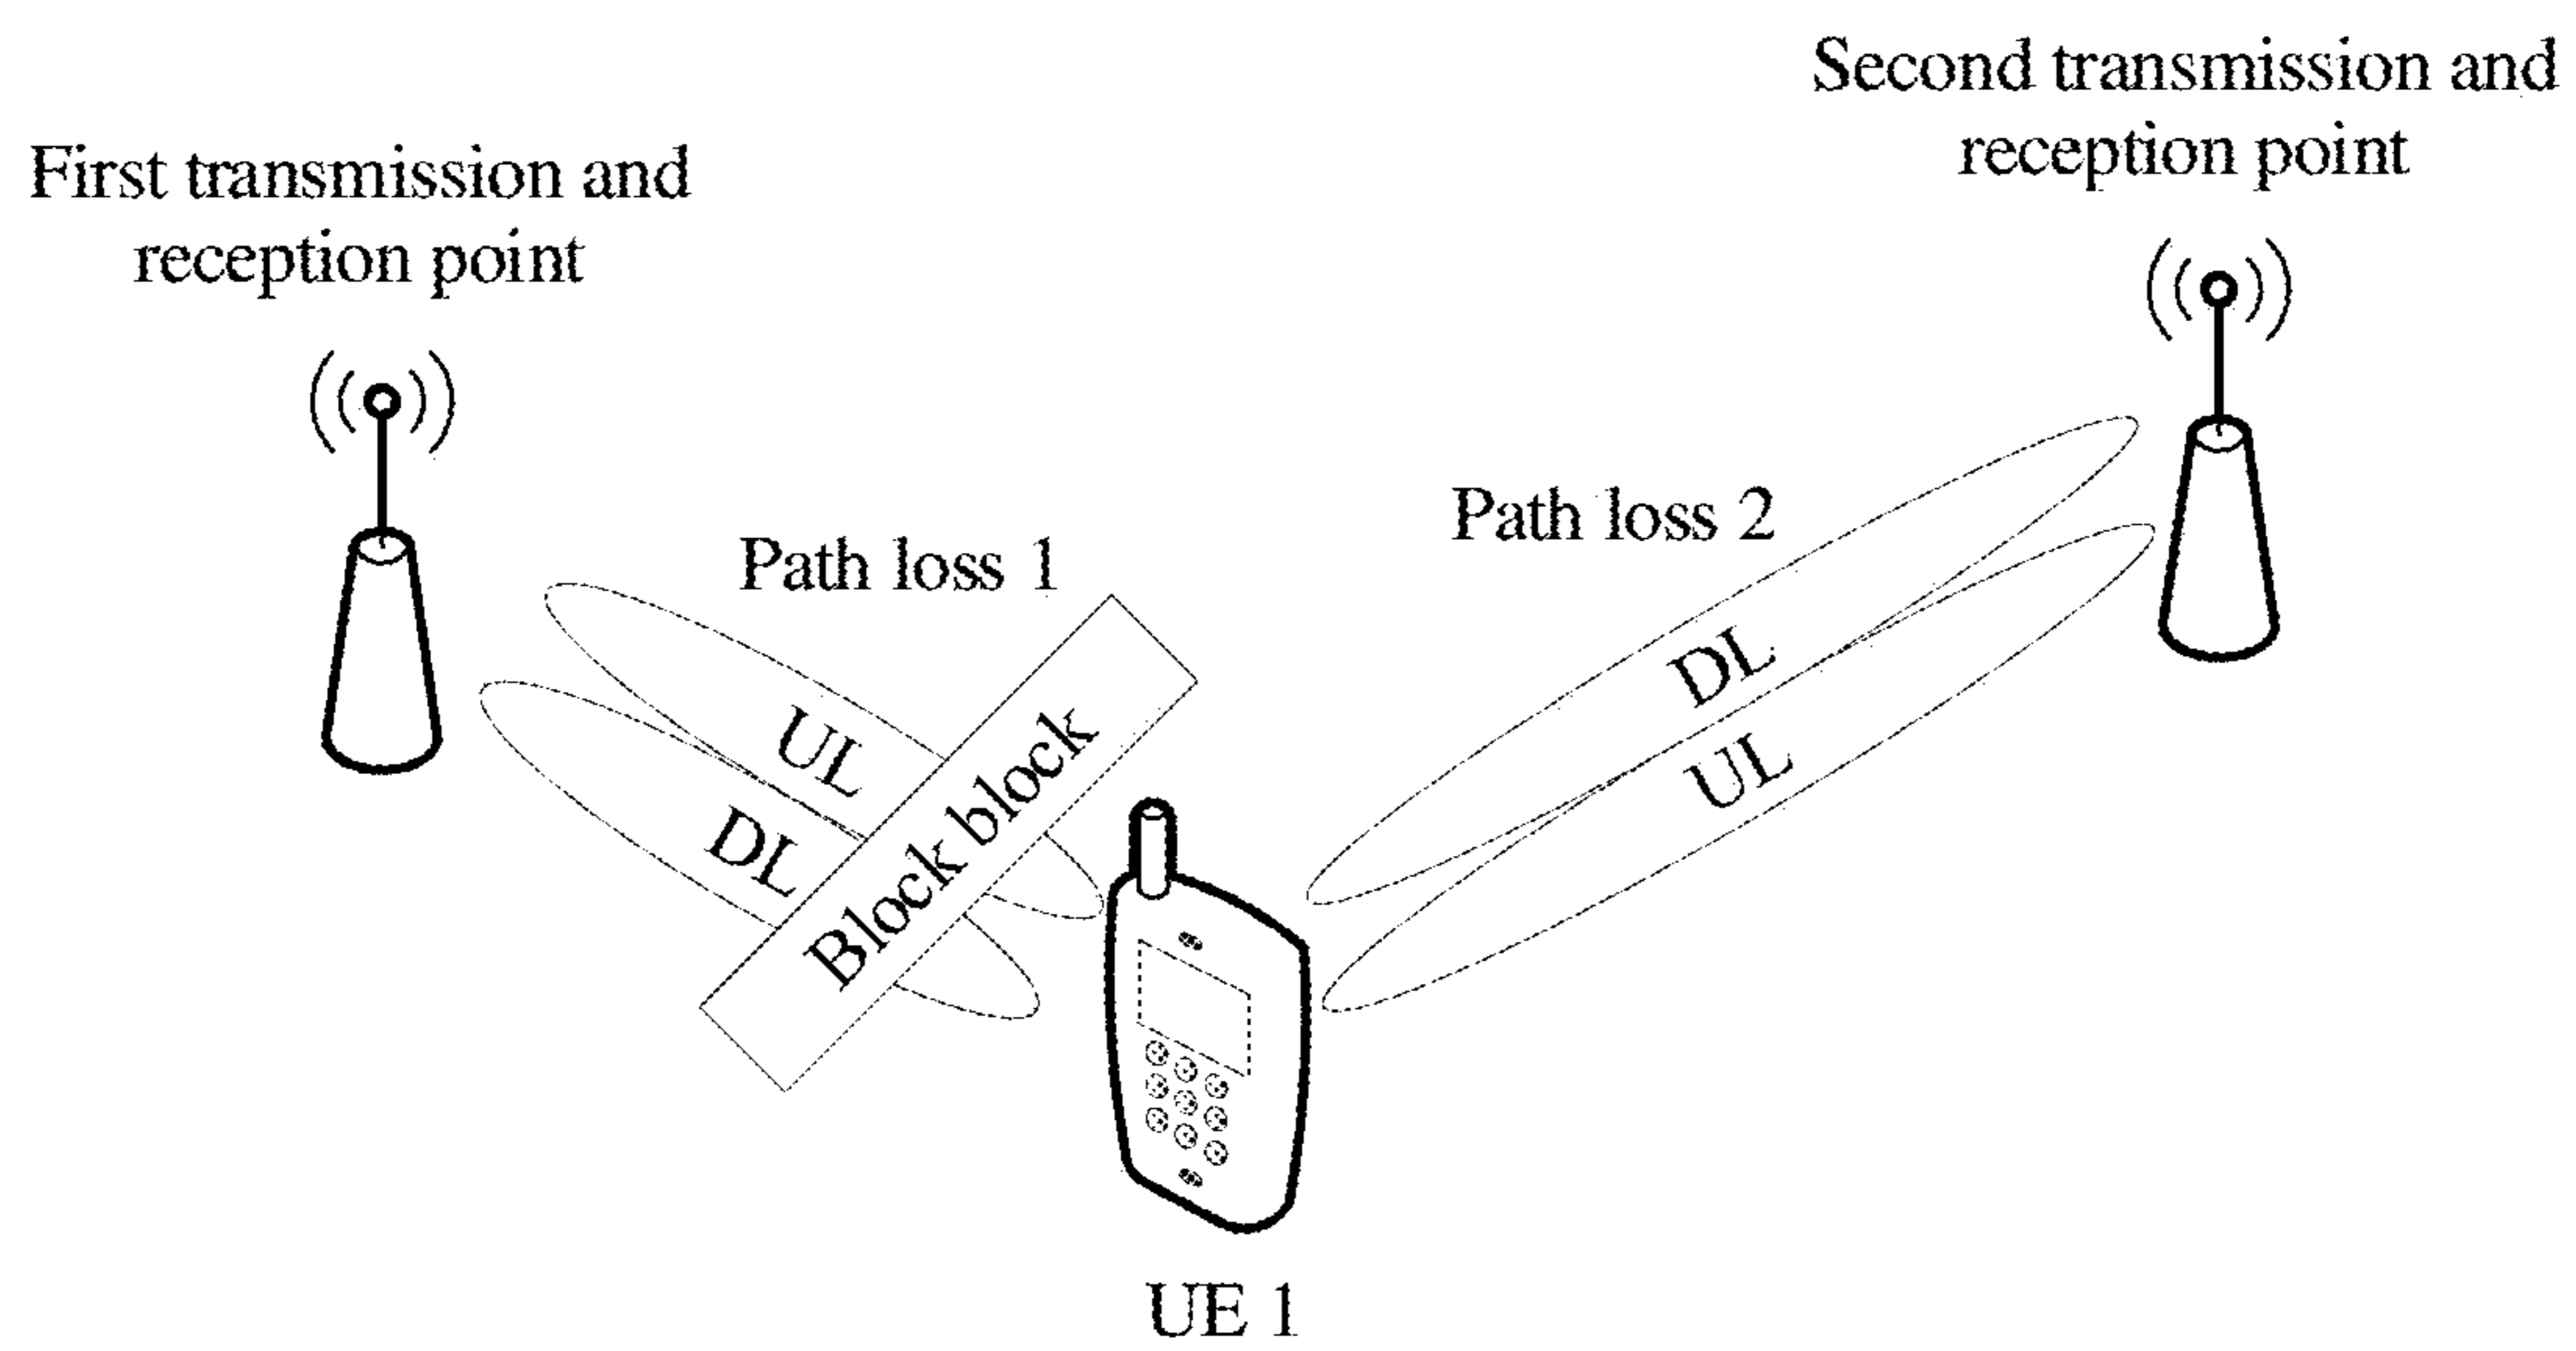 Second transmission and
reception point
First transmission and
reception point
Path loss 2
Path loss 1
DL
UL
UL
DL
Block block
UE 1